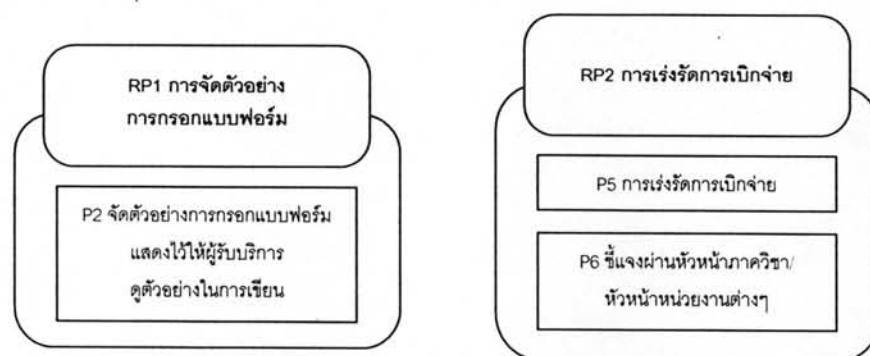 RP1 การจัดตัวอย่าง
การกรอกแบบฟอร์ม
P2 จัดตัวอย่างการกรอกแบบฟอร์ม
แสดงไว้ให้ผู้รับบริการ
ดูตัวอย่างในการเขียน
RP2 การเร่งรัดการเบิกจ่าย
P5 การเร่งรัดการเบิกจ่าย
P6 ชี้แจงผ่านหัวหน้าภาควิชา/
หัวหน้าหน่วยงานต่างๆ